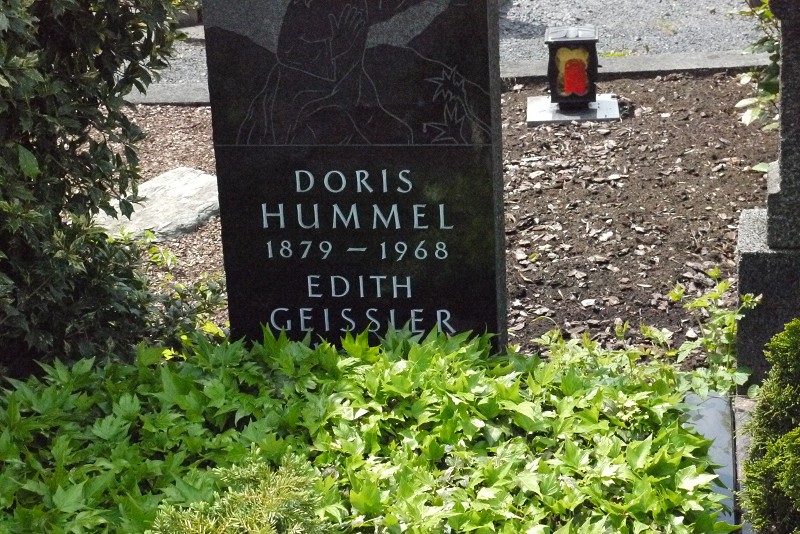 DORIS
HUMMEL
1879 – 1968
EDITH
GEISSLER